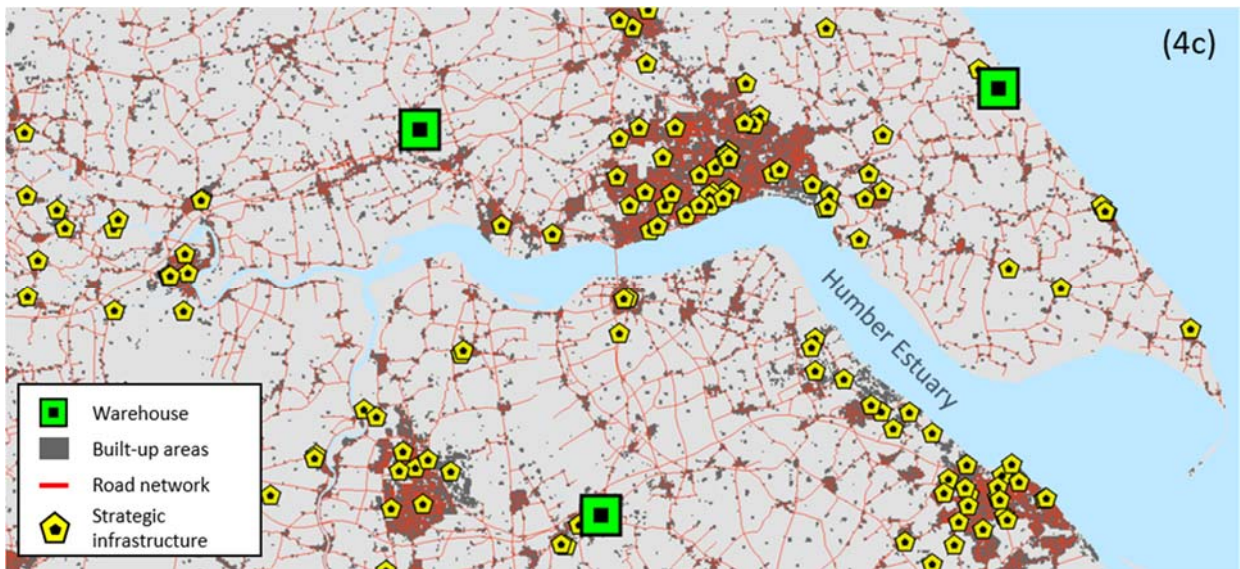 (4c)
Humber Estuary
Warehouse
Built-up areas
Road network
Strategic
infrastructure